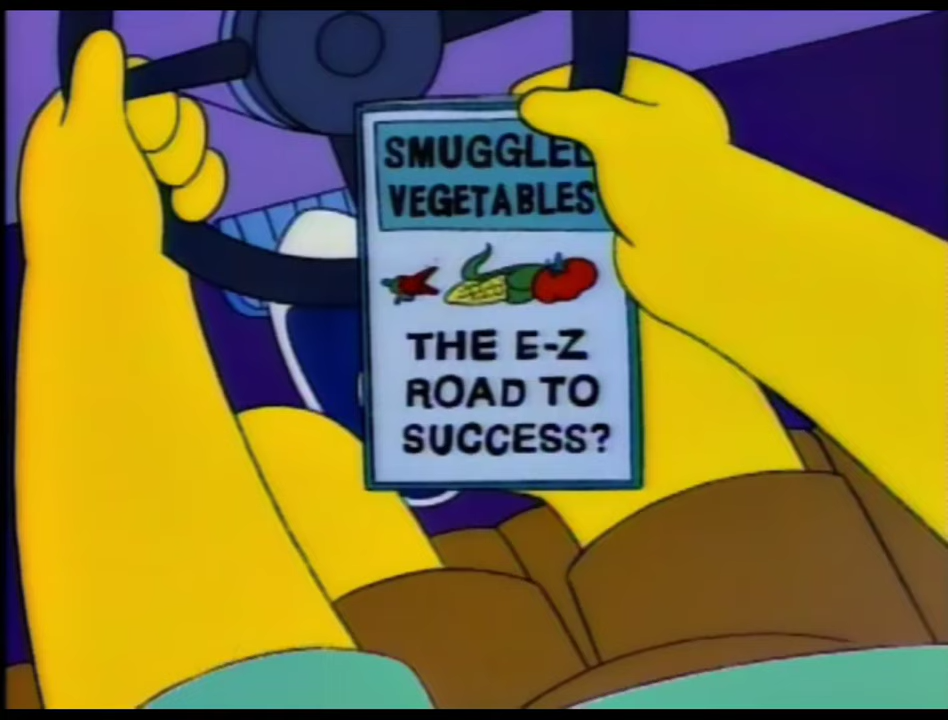 SMUGGLED
VEGETABLES
THE E-Z
ROAD TO
SUCCESS?